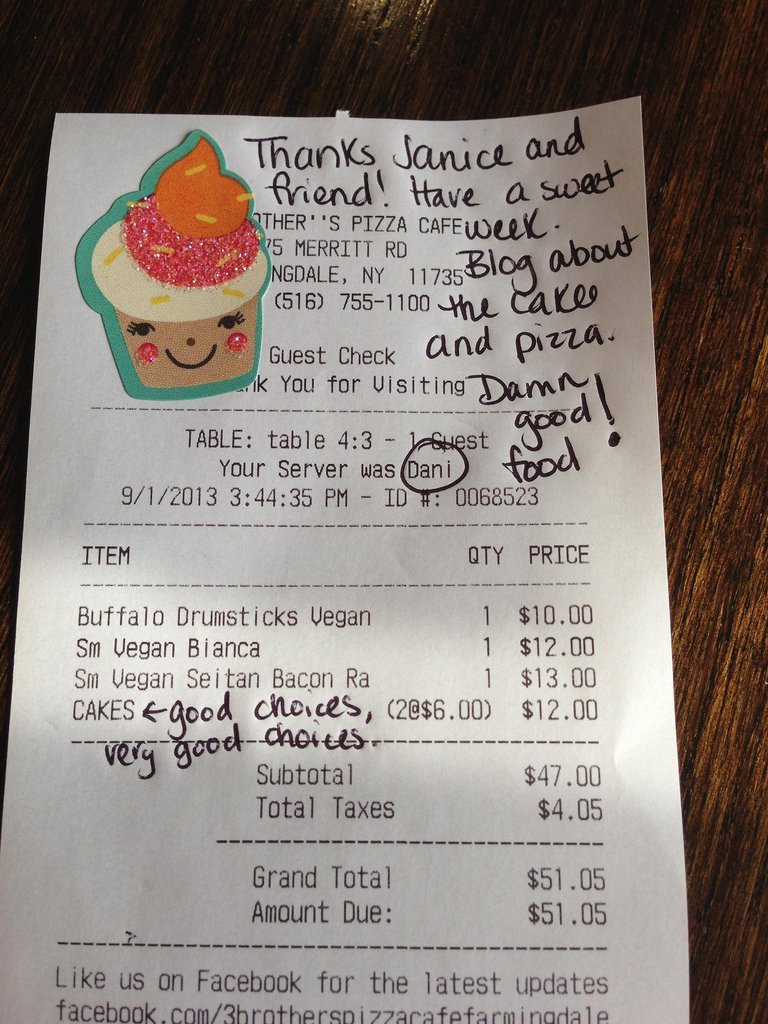 Thanks Janice and
friend! Have a sweet
week.
Blog about
the cake
and pizza.
Damn
good!
food
OTHER''S PIZZA CAFE
75 MERRITT RD
NGDALE, NY 11735
(516) 755-1100
Guest Check
nk You for Visiting
TABLE: table 4:3 - 1 Guest
Your Server was Dani
9/1/2013 3:44:35 PM - ID #: 0068523
ITEM QTY PRICE
Buffalo Drumsticks Vegan 1 $10.00
Sm Vegan Bianca 1 $12.00
Sm Vegan Seitan Bacon Ra 1 $13.00
CAKES ← good choices, (2@$6.00) $12.00
very good choices.
Subtotal $47.00
Total Taxes $4.05
Grand Total $51.05
Amount Due: $51.05
Like us on Facebook for the latest updates
facebook.com/3brotherspizzacafefarmingdale